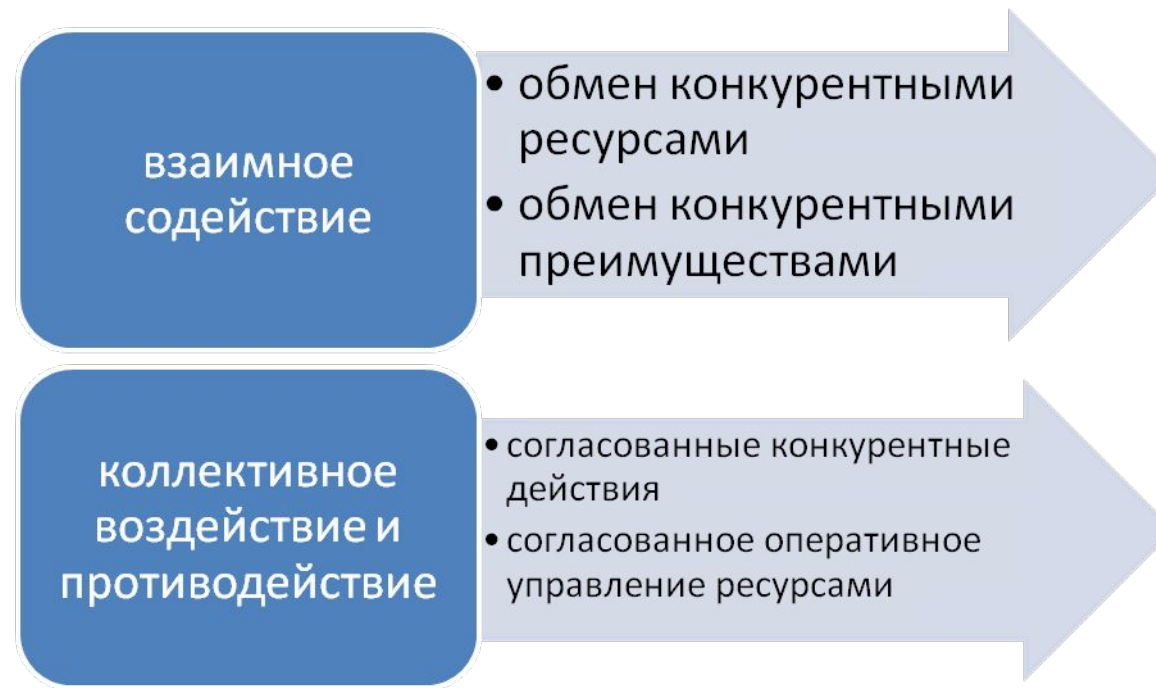 взаимное
содействие
• обмен конкурентными
ресурсами
• обмен конкурентными
преимуществами
коллективное
воздействие и
противодействие
• согласованные конкурентные
действия
• согласованное оперативное
управление ресурсами